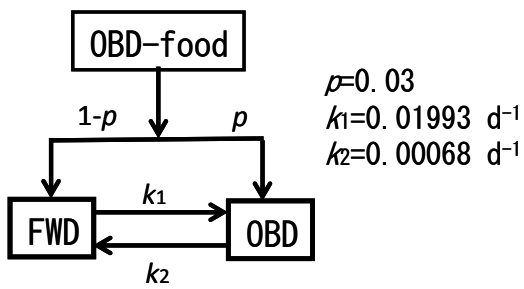 OBD-food
p=0.03
k1=0.01993 d⁻¹
k2=0.00068 d⁻¹
1-p
p
k1
FWD
OBD
k2